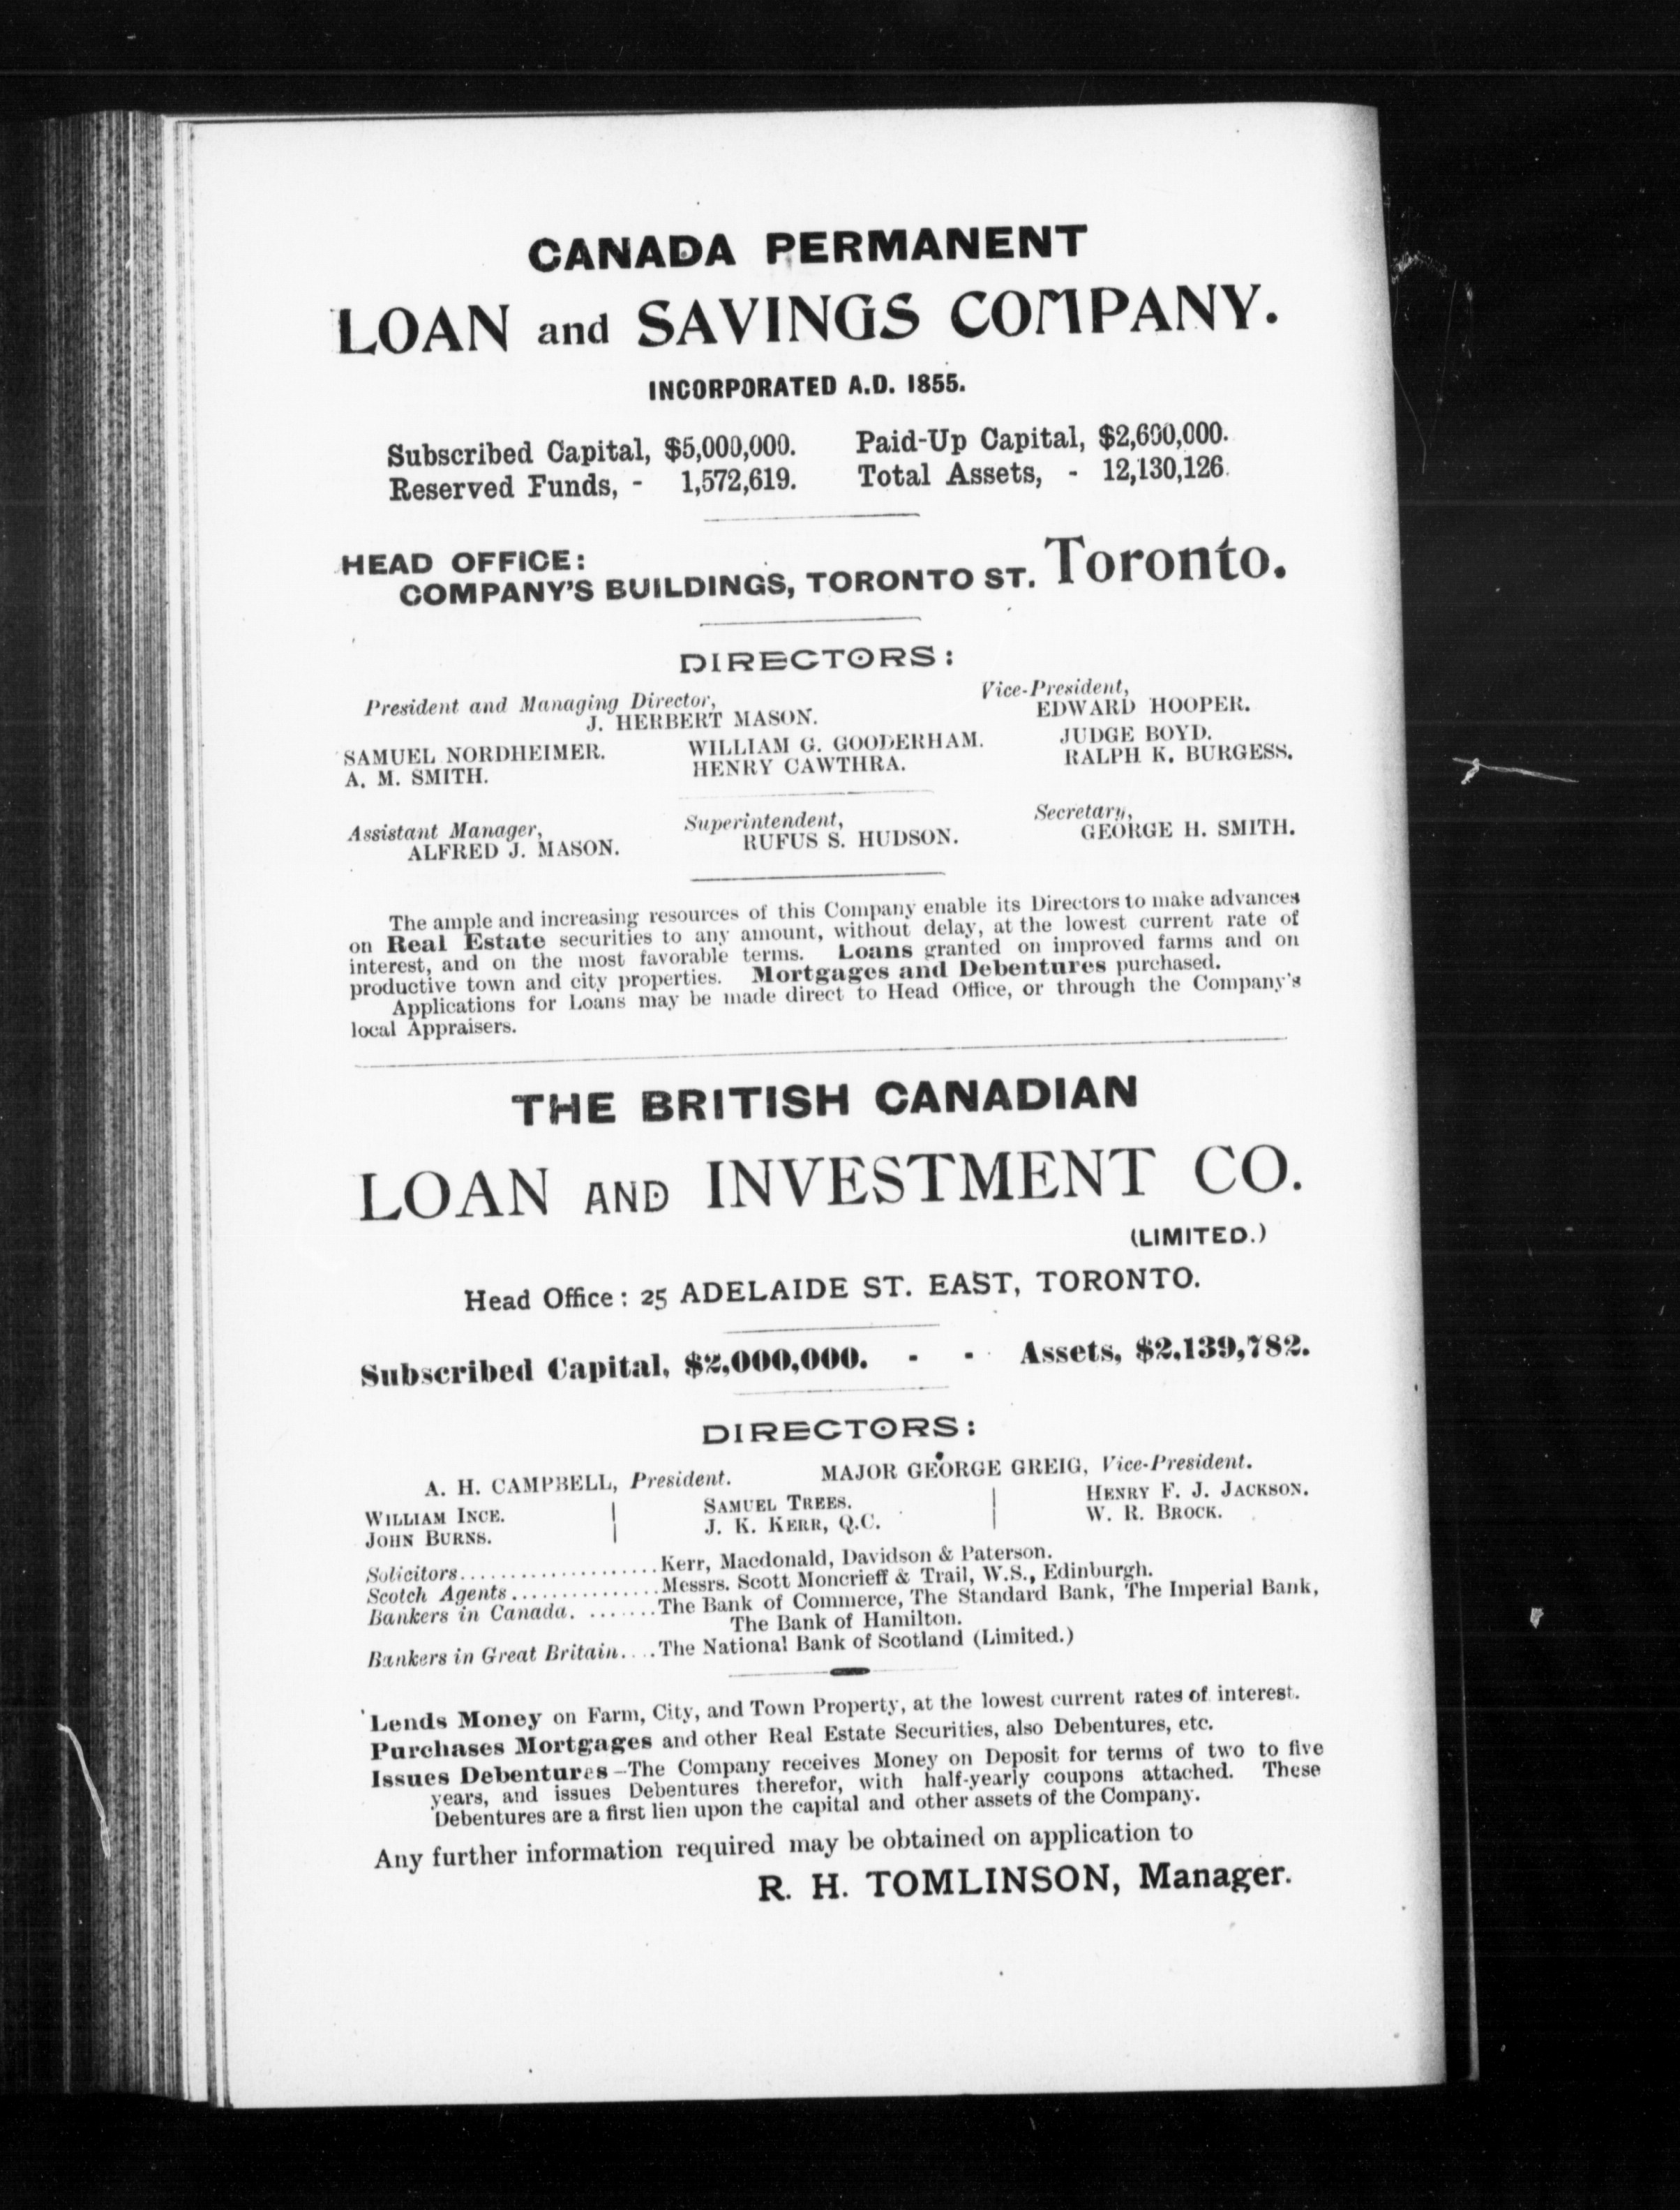 CANADA PERMANENT
LOAN and SAVINGS COMPANY.
INCORPORATED A.D. 1855.
Subscribed Capital, $5,000,000. Paid-Up Capital, $2,600,000.
Reserved Funds, - 1,572,619. Total Assets, - 12,130,126.
HEAD OFFICE:
COMPANY'S BUILDINGS, TORONTO ST. Toronto.
DIRECTORS:
President and Managing Director, Vice-President,
J. HERBERT MASON. EDWARD HOOPER.
SAMUEL NORDHEIMER. WILLIAM G. GOODERHAM. JUDGE BOYD.
A. M. SMITH. HENRY CAWTHRA. RALPH K. BURGESS.
Assistant Manager, Superintendent, Secretary,
ALFRED J. MASON. RUFUS S. HUDSON. GEORGE H. SMITH.
The ample and increasing resources of this Company enable its Directors to make advances
on Real Estate securities to any amount, without delay, at the lowest current rate of
interest, and on the most favorable terms. Loans granted on improved farms and on
productive town and city properties. Mortgages and Debentures purchased.
Applications for Loans may be made direct to Head Office, or through the Company's
local Appraisers.
THE BRITISH CANADIAN
LOAN AND INVESTMENT CO.
(LIMITED.)
Head Office: 25 ADELAIDE ST. EAST, TORONTO.
Subscribed Capital, $2,000,000. - - Assets, $2,139,782.
DIRECTORS:
A. H. CAMPBELL, President. MAJOR GEORGE GREIG, Vice-President.
WILLIAM INCE. SAMUEL TREES. HENRY F. J. JACKSON.
JOHN BURNS. J. K. KERR, Q.C. W. R. BROCK.
Solicitors....................Kerr, Macdonald, Davidson & Paterson.
Scotch Agents...............Messrs. Scott Moncrieff & Trail, W.S., Edinburgh.
Bankers in Canada. .......The Bank of Commerce, The Standard Bank, The Imperial Bank,
The Bank of Hamilton.
Bankers in Great Britain....The National Bank of Scotland (Limited.)
Lends Money on Farm, City, and Town Property, at the lowest current rates of interest.
Purchases Mortgages and other Real Estate Securities, also Debentures, etc.
Issues Debentures—The Company receives Money on Deposit for terms of two to five
years, and issues Debentures therefor, with half-yearly coupons attached. These
Debentures are a first lien upon the capital and other assets of the Company.
Any further information required may be obtained on application to
R. H. TOMLINSON, Manager.